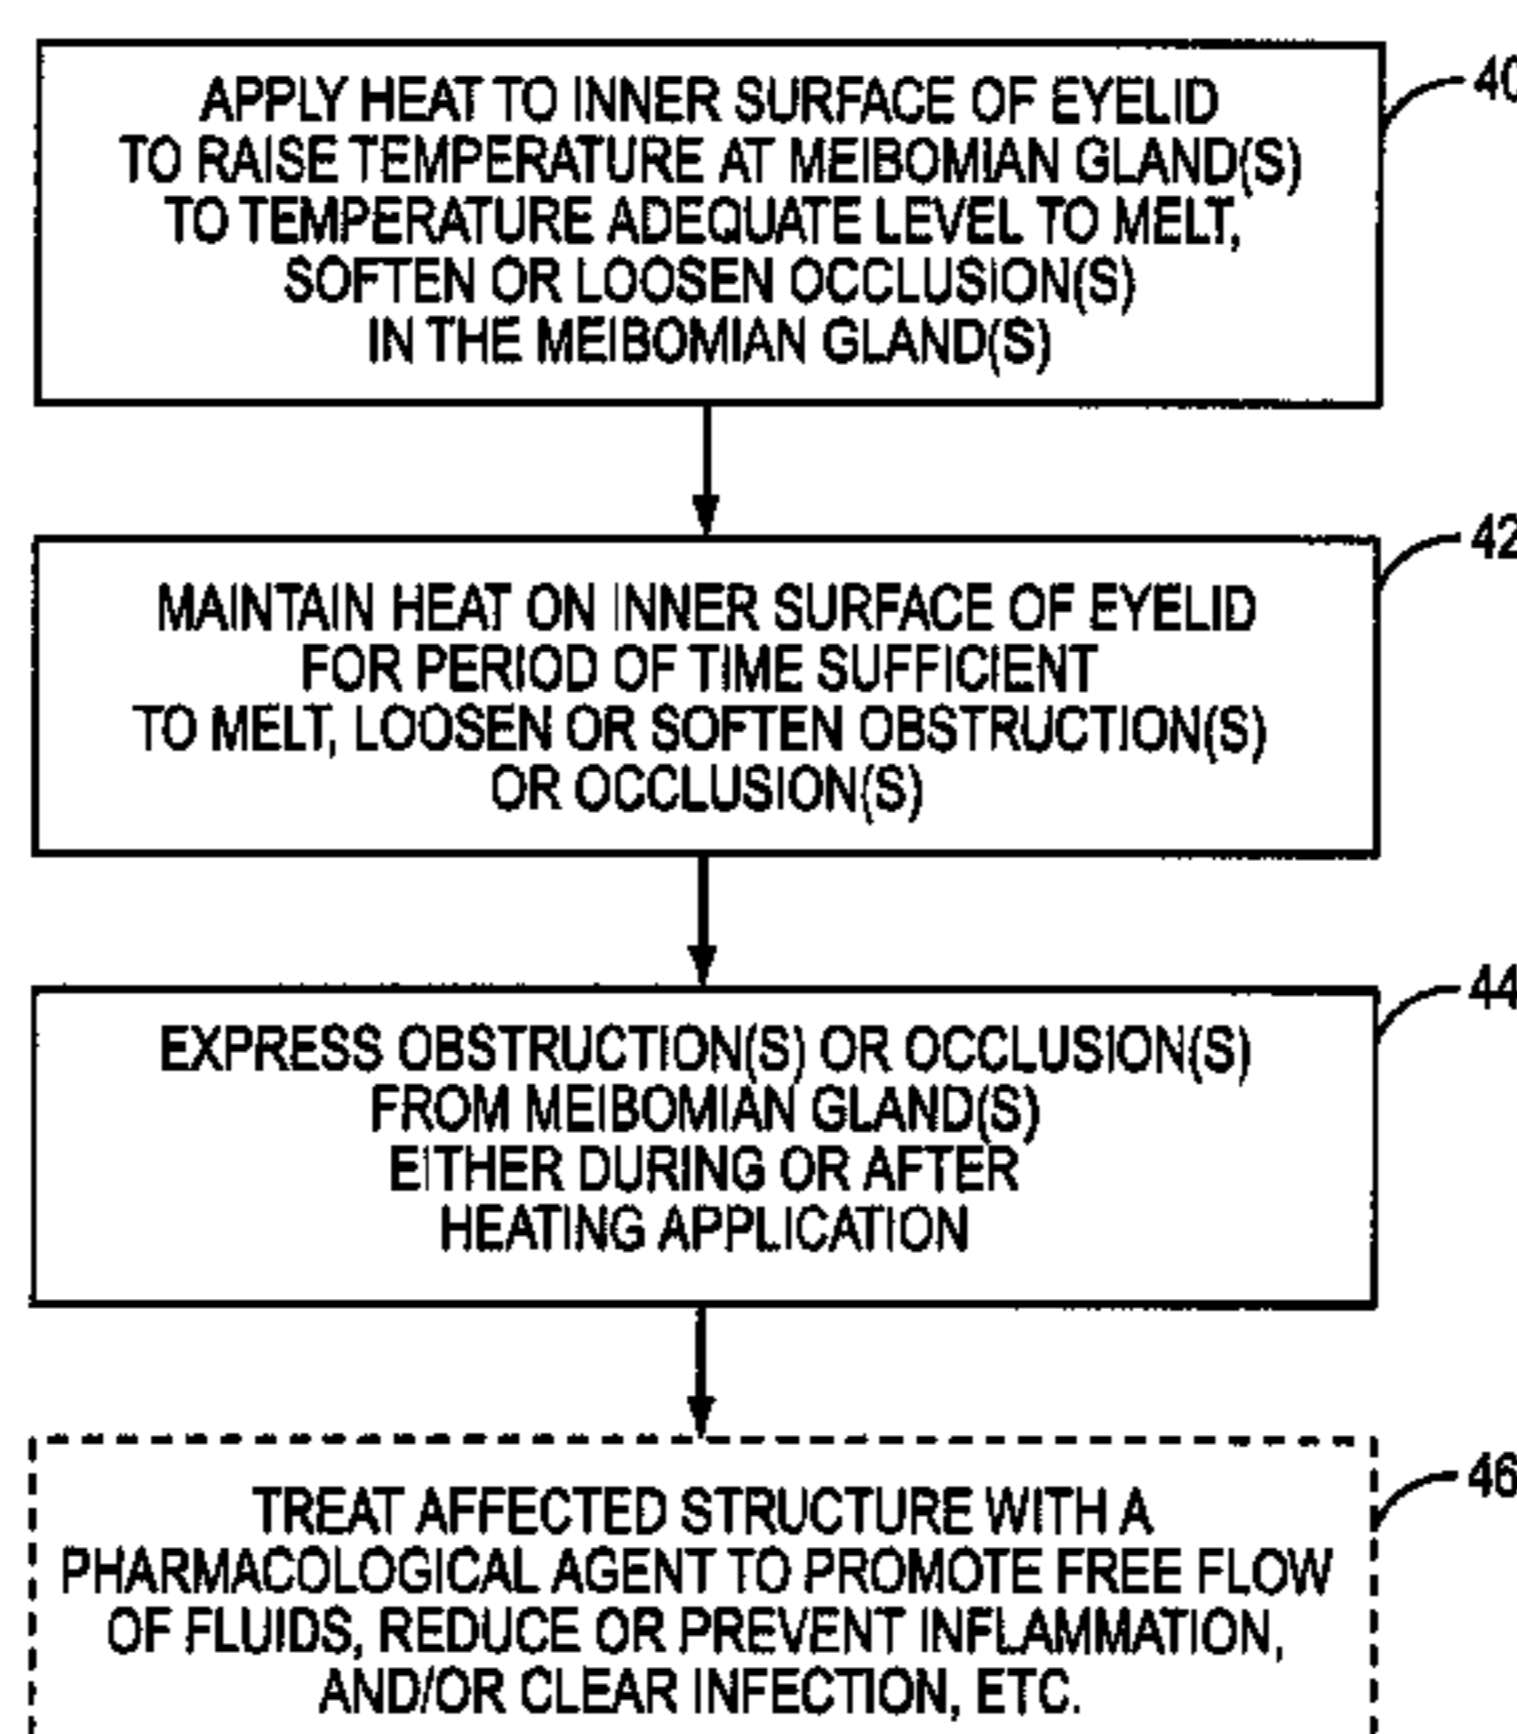 APPLY HEAT TO INNER SURFACE OF EYELID
TO RAISE TEMPERATURE AT MEIBOMIAN GLAND(S)
TO TEMPERATURE ADEQUATE LEVEL TO MELT,
SOFTEN OR LOOSEN OCCLUSION(S)
IN THE MEIBOMIAN GLAND(S)
40
MAINTAIN HEAT ON INNER SURFACE OF EYELID
FOR PERIOD OF TIME SUFFICIENT
TO MELT, LOOSEN OR SOFTEN OBSTRUCTION(S)
OR OCCLUSION(S)
42
EXPRESS OBSTRUCTION(S) OR OCCLUSION(S)
FROM MEIBOMIAN GLAND(S)
EITHER DURING OR AFTER
HEATING APPLICATION
44
TREAT AFFECTED STRUCTURE WITH A
PHARMACOLOGICAL AGENT TO PROMOTE FREE FLOW
OF FLUIDS, REDUCE OR PREVENT INFLAMMATION,
AND/OR CLEAR INFECTION, ETC.
46